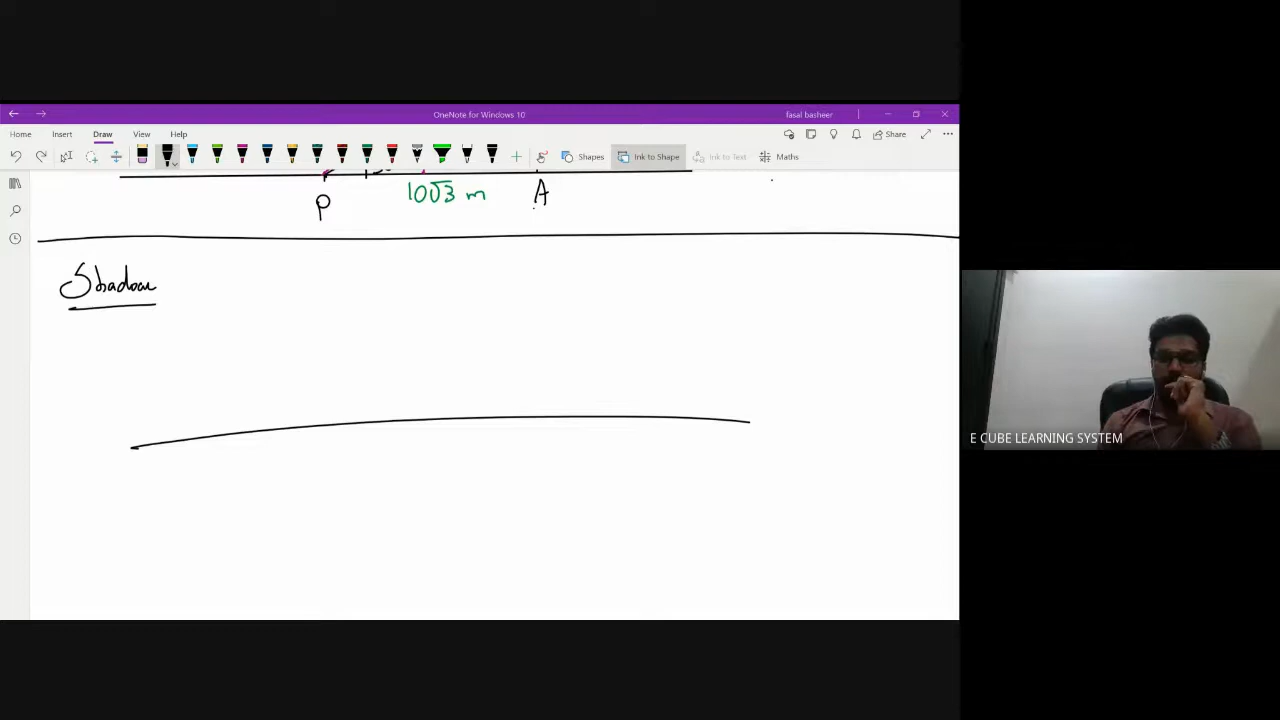 OneNote for Windows 10
fasal basheer
Home Insert Draw View Help
Share
Shapes
Ink to Shape
Ink to Text
Maths
P
10√3 m
A
Shadow
E CUBE LEARNING SYSTEM